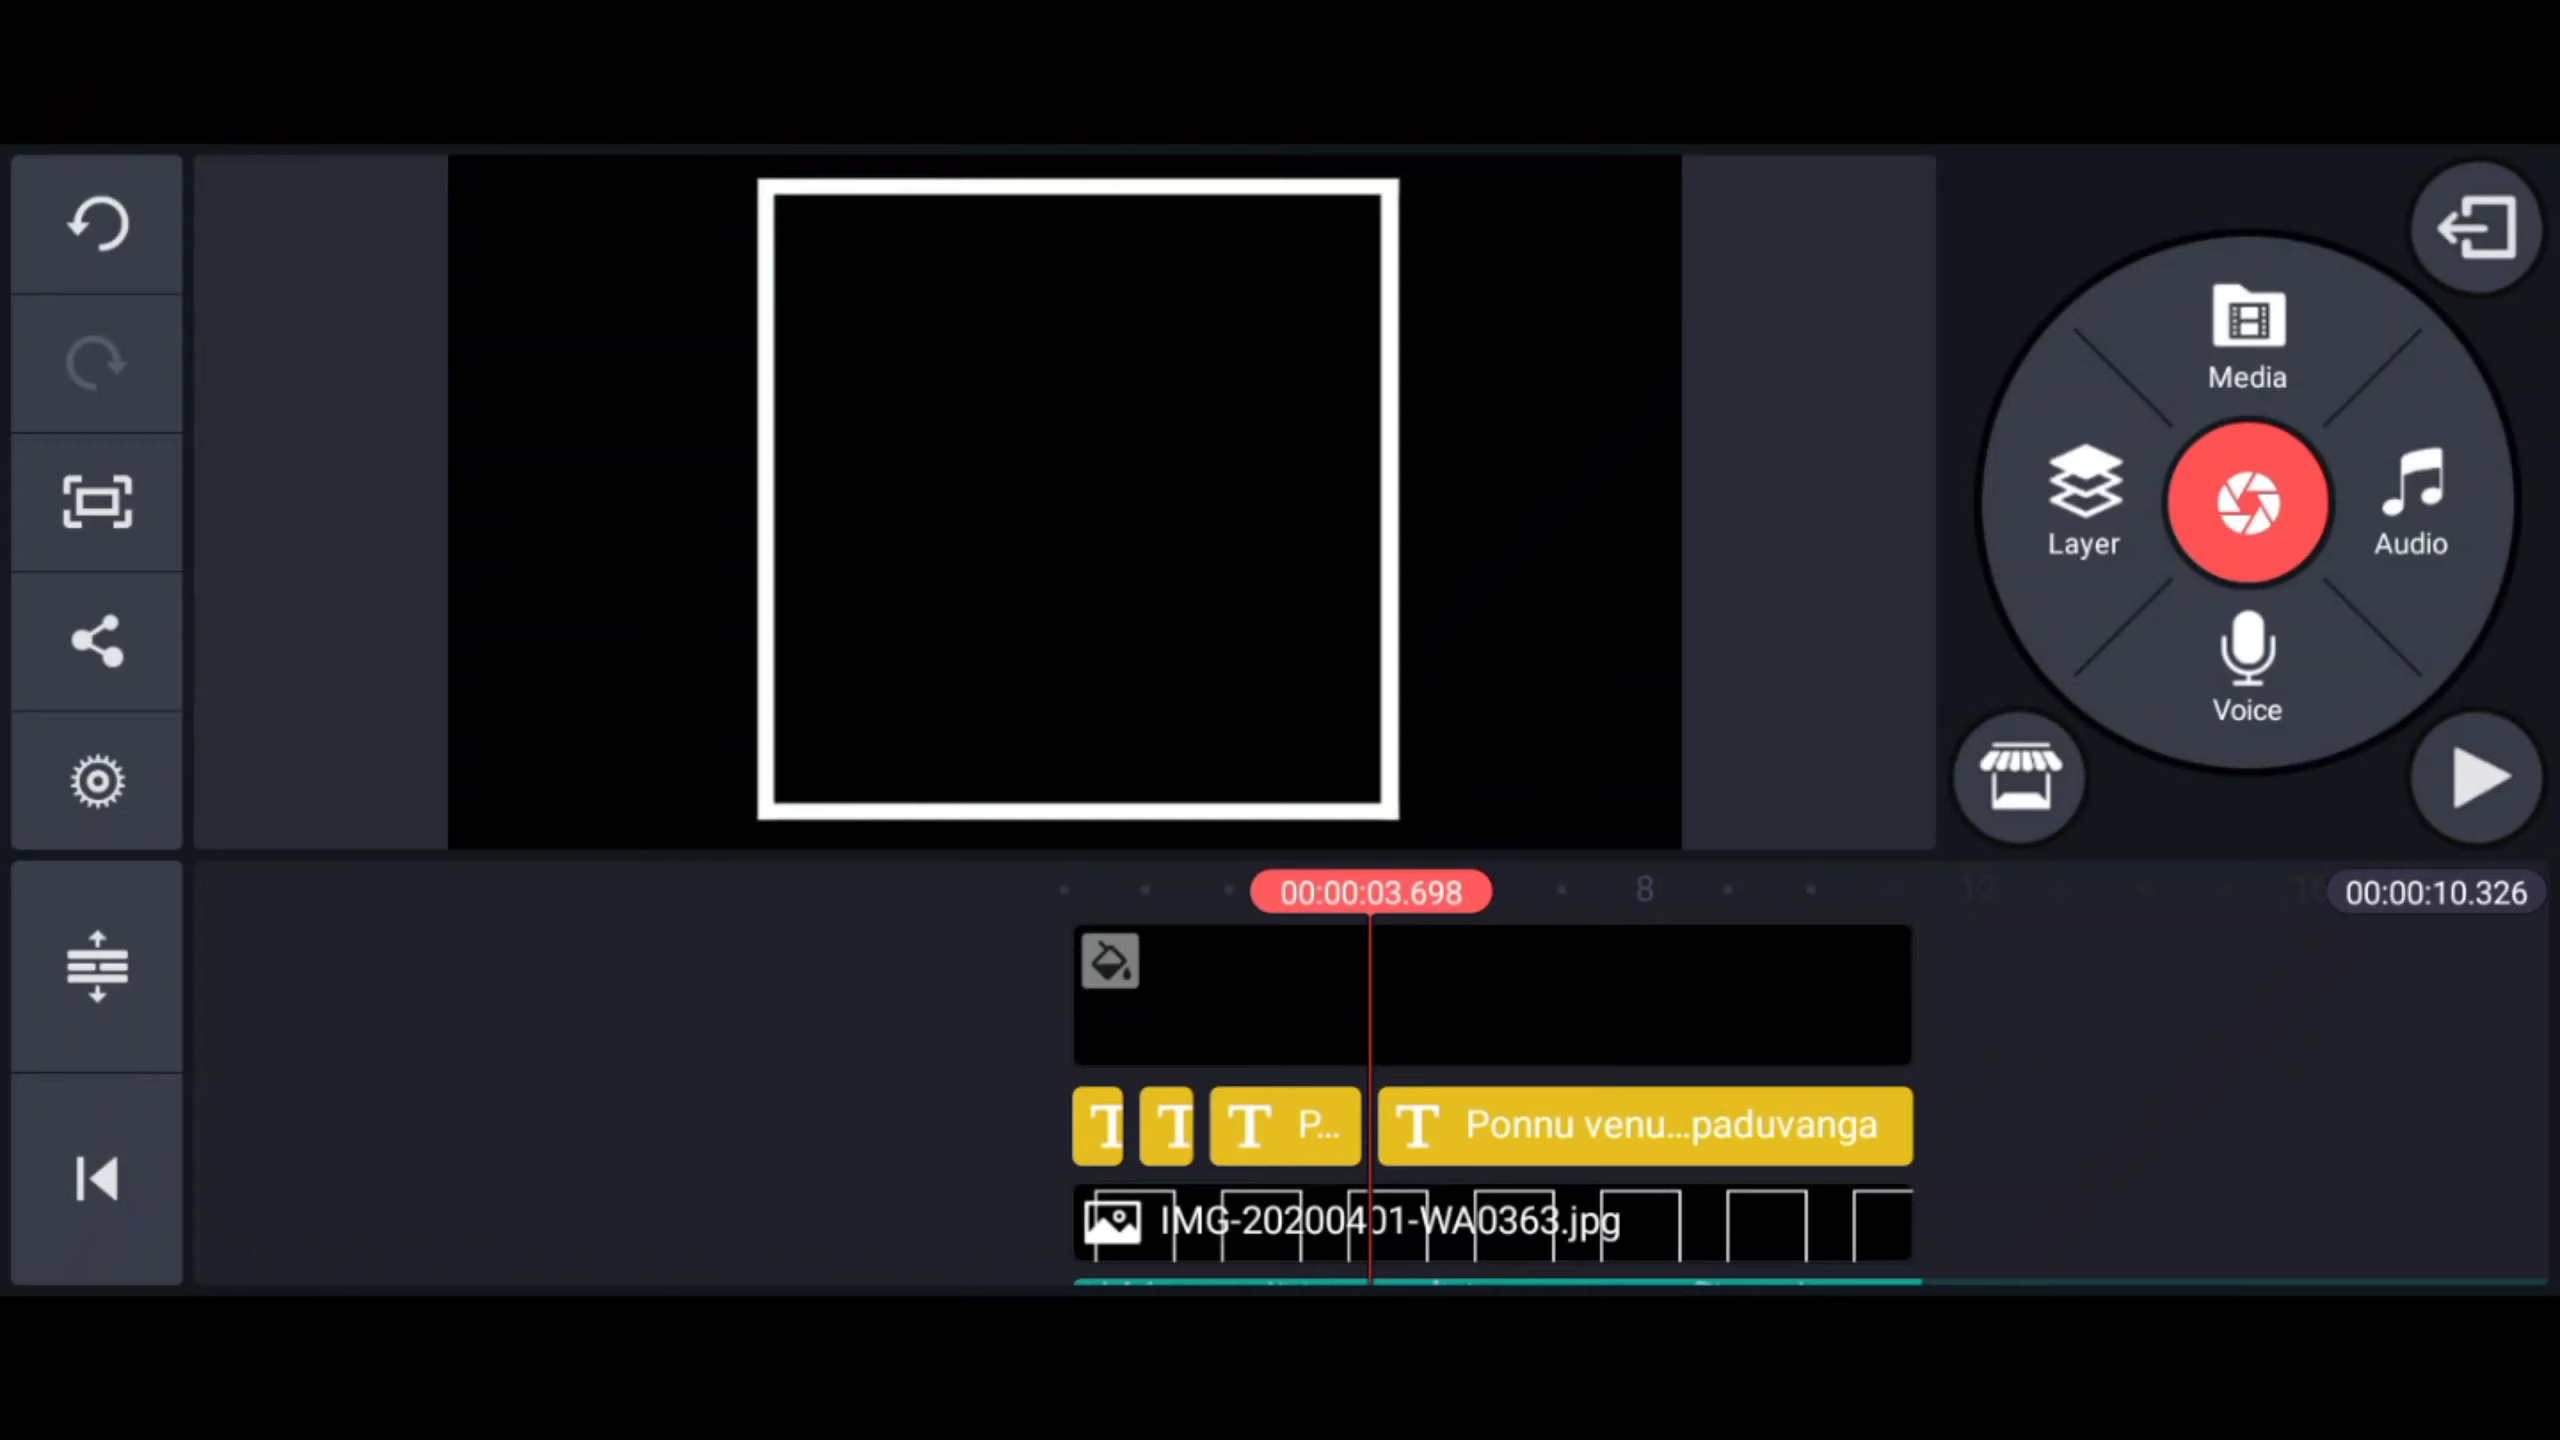 Media
Layer
Audio
Voice
00:00:03.698
8
12
00:00:10.326
T
T
T P...
T Ponnu venu...paduvanga
IMG-20200401-WA0363.jpg